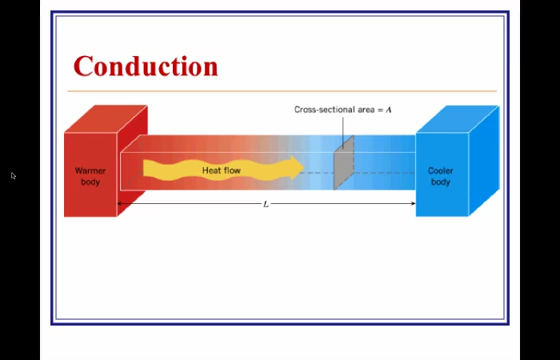 Conduction
Cross-sectional area = A
Warmer
body
Heat flow
Cooler
body
L